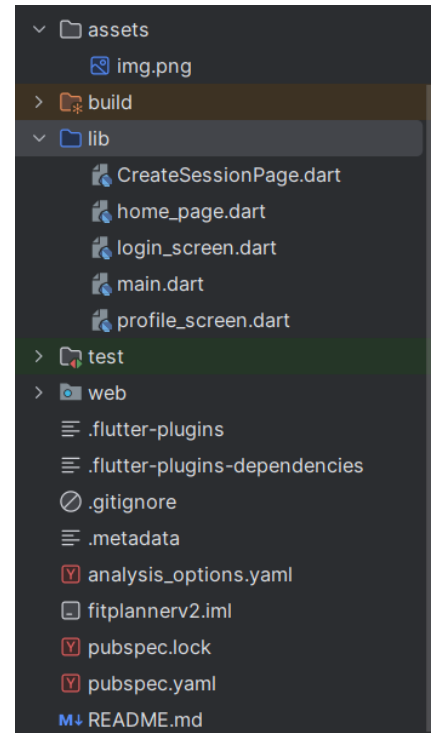 assets
img.png
build
lib
CreateSessionPage.dart
home_page.dart
login_screen.dart
main.dart
profile_screen.dart
test
web
.flutter-plugins
.flutter-plugins-dependencies
.gitignore
.metadata
Y analysis_options.yaml
fitplannerv2.iml
Y pubspec.lock
Y pubspec.yaml
M↓ README.md